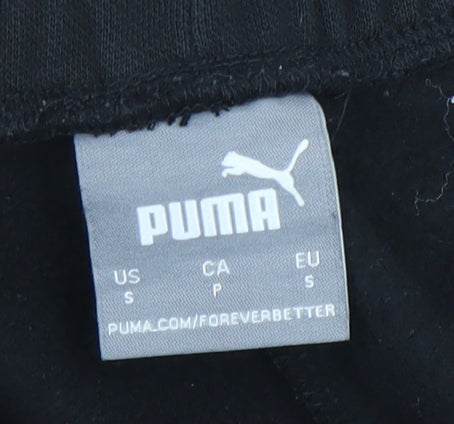 PUMA
US CA EU
S P S
PUMA.COM/FOREVERBETTER